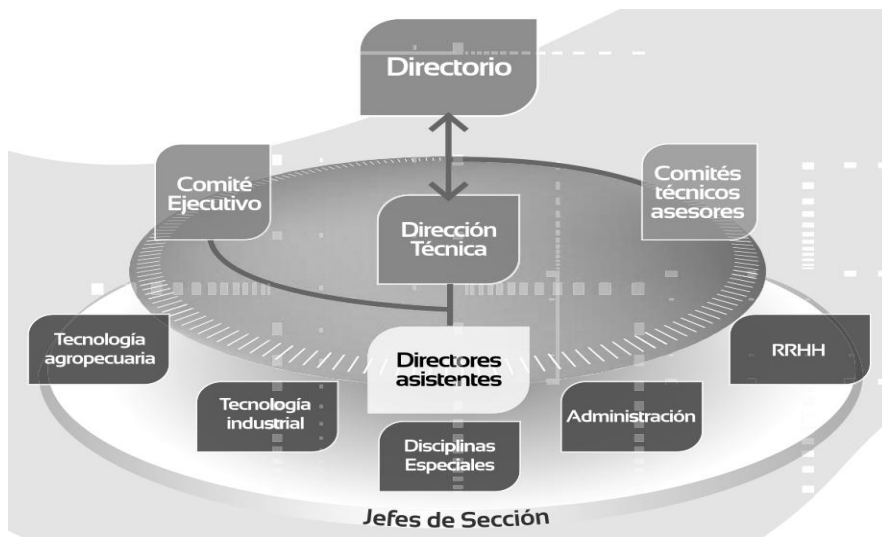 Directorio
Comité
Ejecutivo
Comités
técnicos
asesores
Dirección
Técnica
Tecnología
agropecuaria
Directores
asistentes
RRHH
Tecnología
industrial
Administración
Disciplinas
Especiales
Jefes de Sección